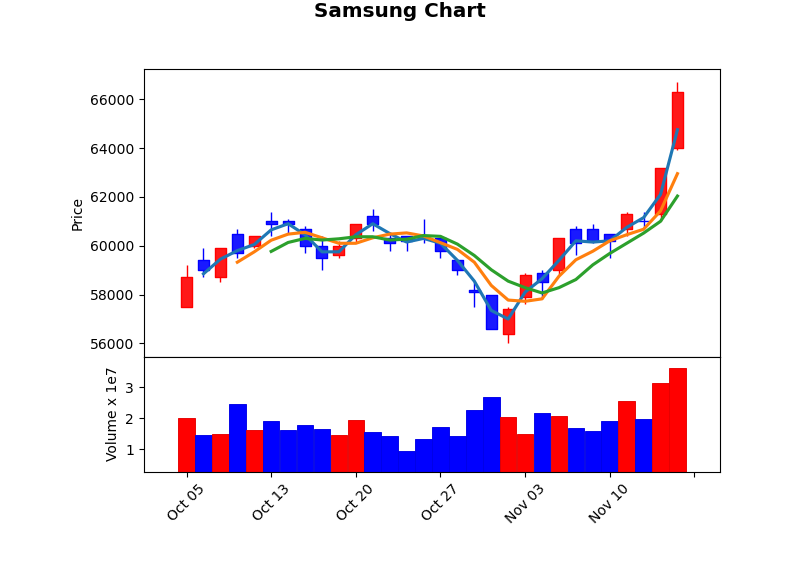 Samsung Chart
Price
66000
64000
62000
60000
58000
56000
Volume x 1e7
3
2
1
Oct 05
Oct 13
Oct 20
Oct 27
Nov 03
Nov 10